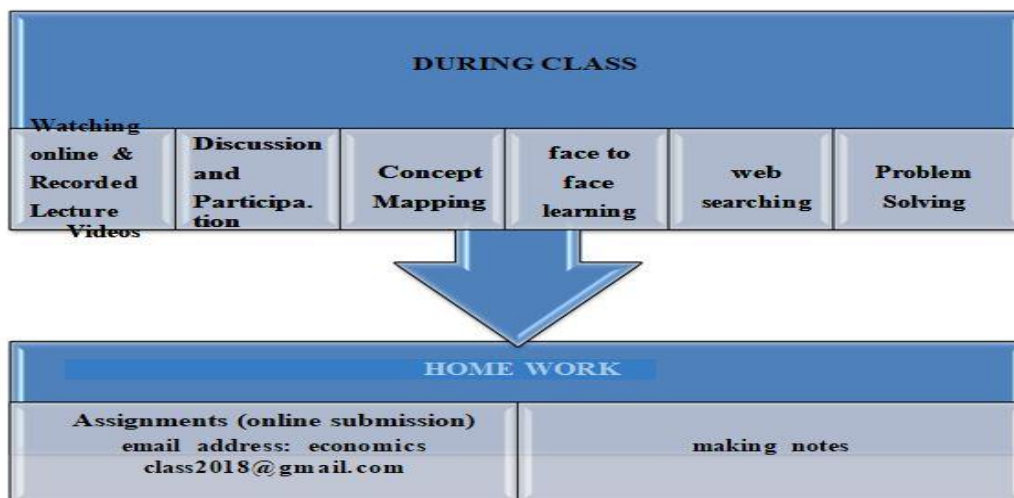 DURING CLASS
Watching
online &
Recorded
Lecture
Videos
Discussion
and
Participa.
tion
Concept
Mapping
face to
face
learning
web
searching
Problem
Solving
HOME WORK
Assignments (online submission)
email address: economics
class2018@gmail.com
making notes